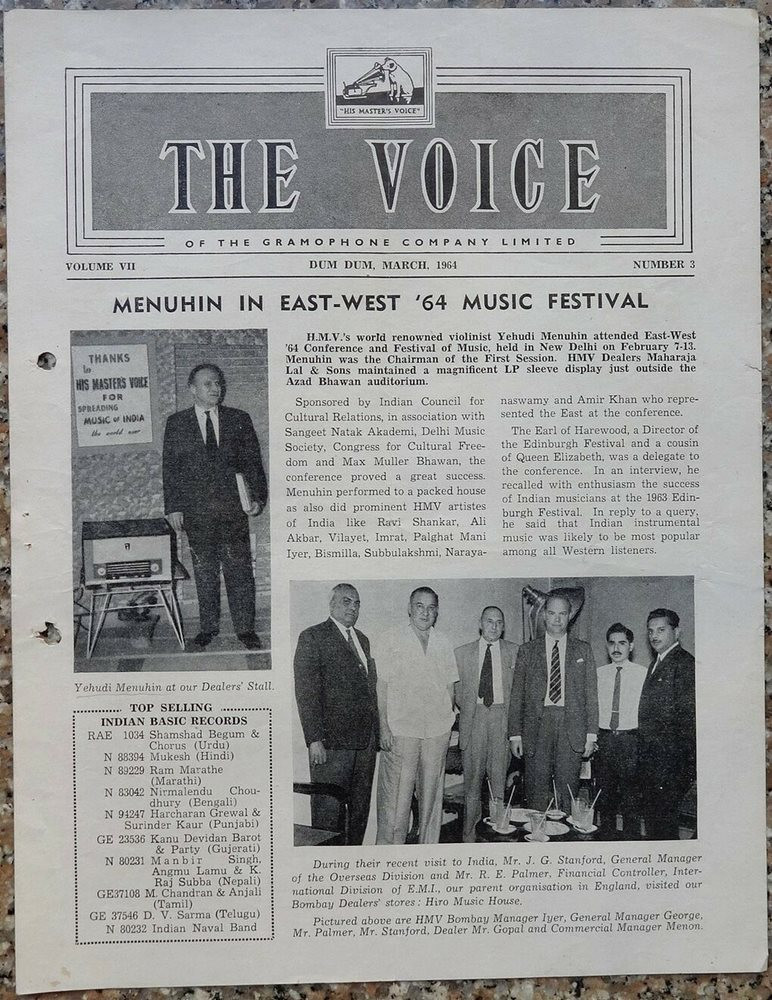 "HIS MASTER'S VOICE"
THE VOICE
OF THE GRAMOPHONE COMPANY LIMITED
VOLUME VII DUM DUM, MARCH, 1964 NUMBER 3
MENUHIN IN EAST-WEST '64 MUSIC FESTIVAL
THANKS
to
HIS MASTERS VOICE
FOR
SPREADING
MUSIC of INDIA
the world over
Yehudi Menuhin at our Dealers' Stall.
H.M.V.'s world renowned violinist Yehudi Menuhin attended East-West
'64 Conference and Festival of Music, held in New Delhi on February 7-13.
Menuhin was the Chairman of the First Session. HMV Dealers Maharaja
Lal & Sons maintained a magnificent LP sleeve display just outside the
Azad Bhawan auditorium.
Sponsored by Indian Council for
Cultural Relations, in association with
Sangeet Natak Akademi, Delhi Music
Society, Congress for Cultural Free-
dom and Max Muller Bhawan, the
conference proved a great success.
Menuhin performed to a packed house
as also did prominent HMV artistes
of India like Ravi Shankar, Ali
Akbar, Vilayet, Imrat, Palghat Mani
Iyer, Bismilla, Subbulakshmi, Naraya-
naswamy and Amir Khan who repre-
sented the East at the conference.
The Earl of Harewood, a Director of
the Edinburgh Festival and a cousin
of Queen Elizabeth, was a delegate to
the conference. In an interview, he
recalled with enthusiasm the success
of Indian musicians at the 1963 Edin-
burgh Festival. In reply to a query,
he said that Indian instrumental
music was likely to be most popular
among all Western listeners.
TOP SELLING
INDIAN BASIC RECORDS
RAE 1034 Shamshad Begum &
Chorus (Urdu)
N 88394 Mukesh (Hindi)
N 89229 Ram Marathe
(Marathi)
N 83042 Nirmalendu Chou-
dhury (Bengali)
N 94247 Harcharan Grewal &
Surinder Kaur (Punjabi)
GE 23536 Kanu Devidan Barot
& Party (Gujerati)
N 80231 Manbir Singh,
Angmu Lamu & K.
Raj Subba (Nepali)
GE37108 M. Chandran & Anjali
(Tamil)
GE 37546 D. V. Sarma (Telugu)
N 80232 Indian Naval Band
During their recent visit to India, Mr. J. G. Stanford, General Manager
of the Overseas Division and Mr. R. E. Palmer, Financial Controller, Inter-
national Division of E.M.I., our parent organisation in England, visited our
Bombay Dealers' stores : Hiro Music House.
Pictured above are HMV Bombay Manager Iyer, General Manager George,
Mr. Palmer, Mr. Stanford, Dealer Mr. Gopal and Commercial Manager Menon.